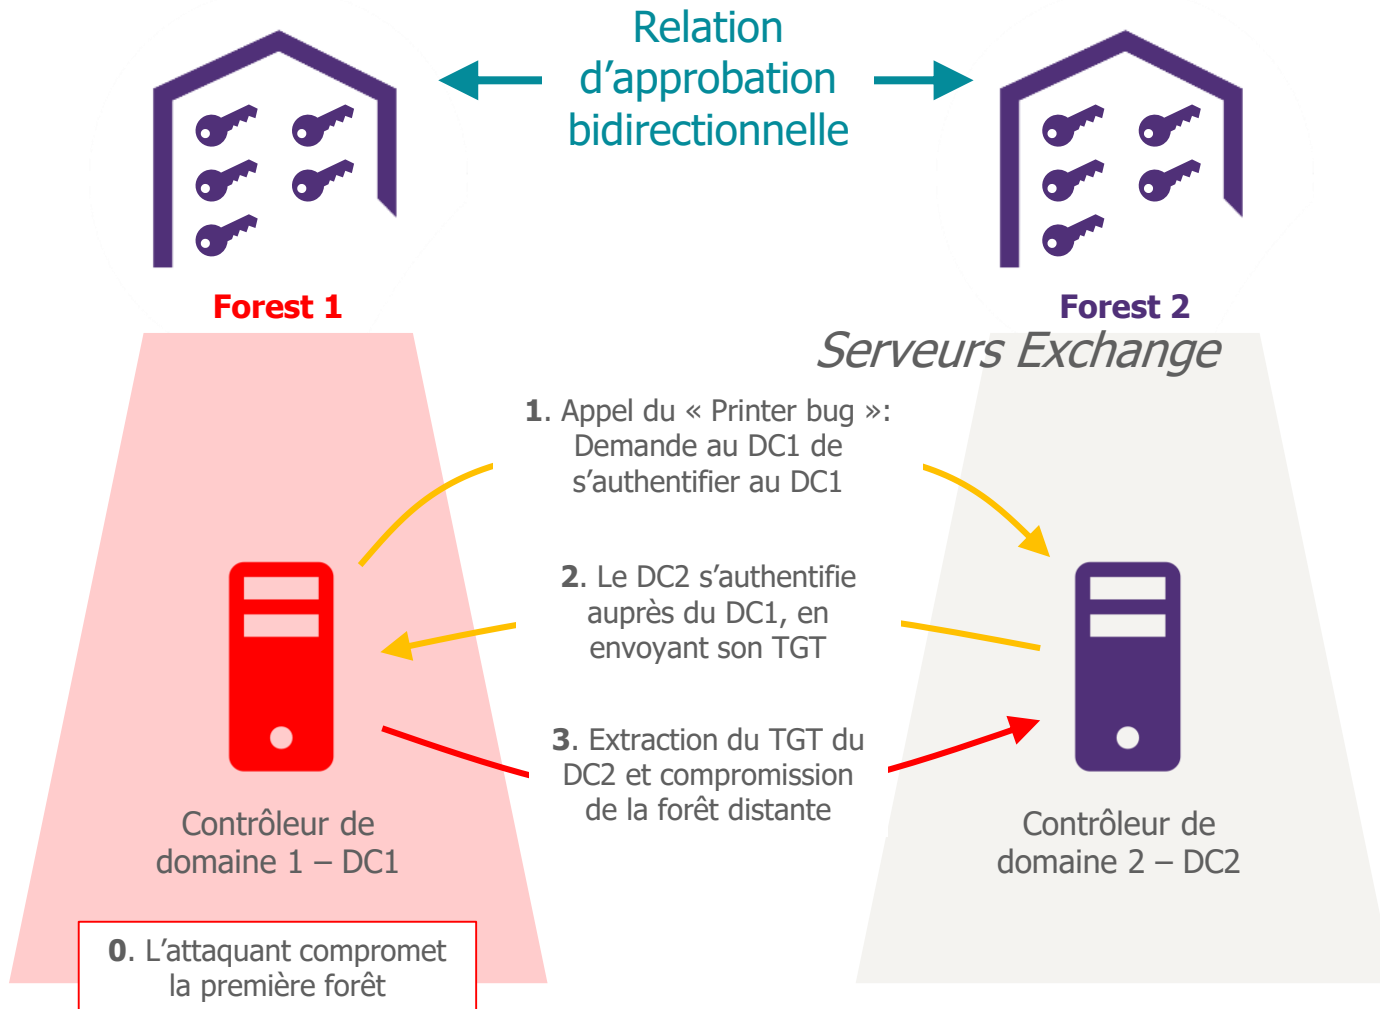 Relation
d’approbation
bidirectionnelle
Forest 1
Forest 2
Serveurs Exchange
1. Appel du « Printer bug »:
Demande au DC1 de
s’authentifier au DC1
2. Le DC2 s’authentifie
auprès du DC1, en
envoyant son TGT
3. Extraction du TGT du
DC2 et compromission
de la forêt distante
Contrôleur de
domaine 1 – DC1
Contrôleur de
domaine 2 – DC2
0. L’attaquant compromet
la première forêt